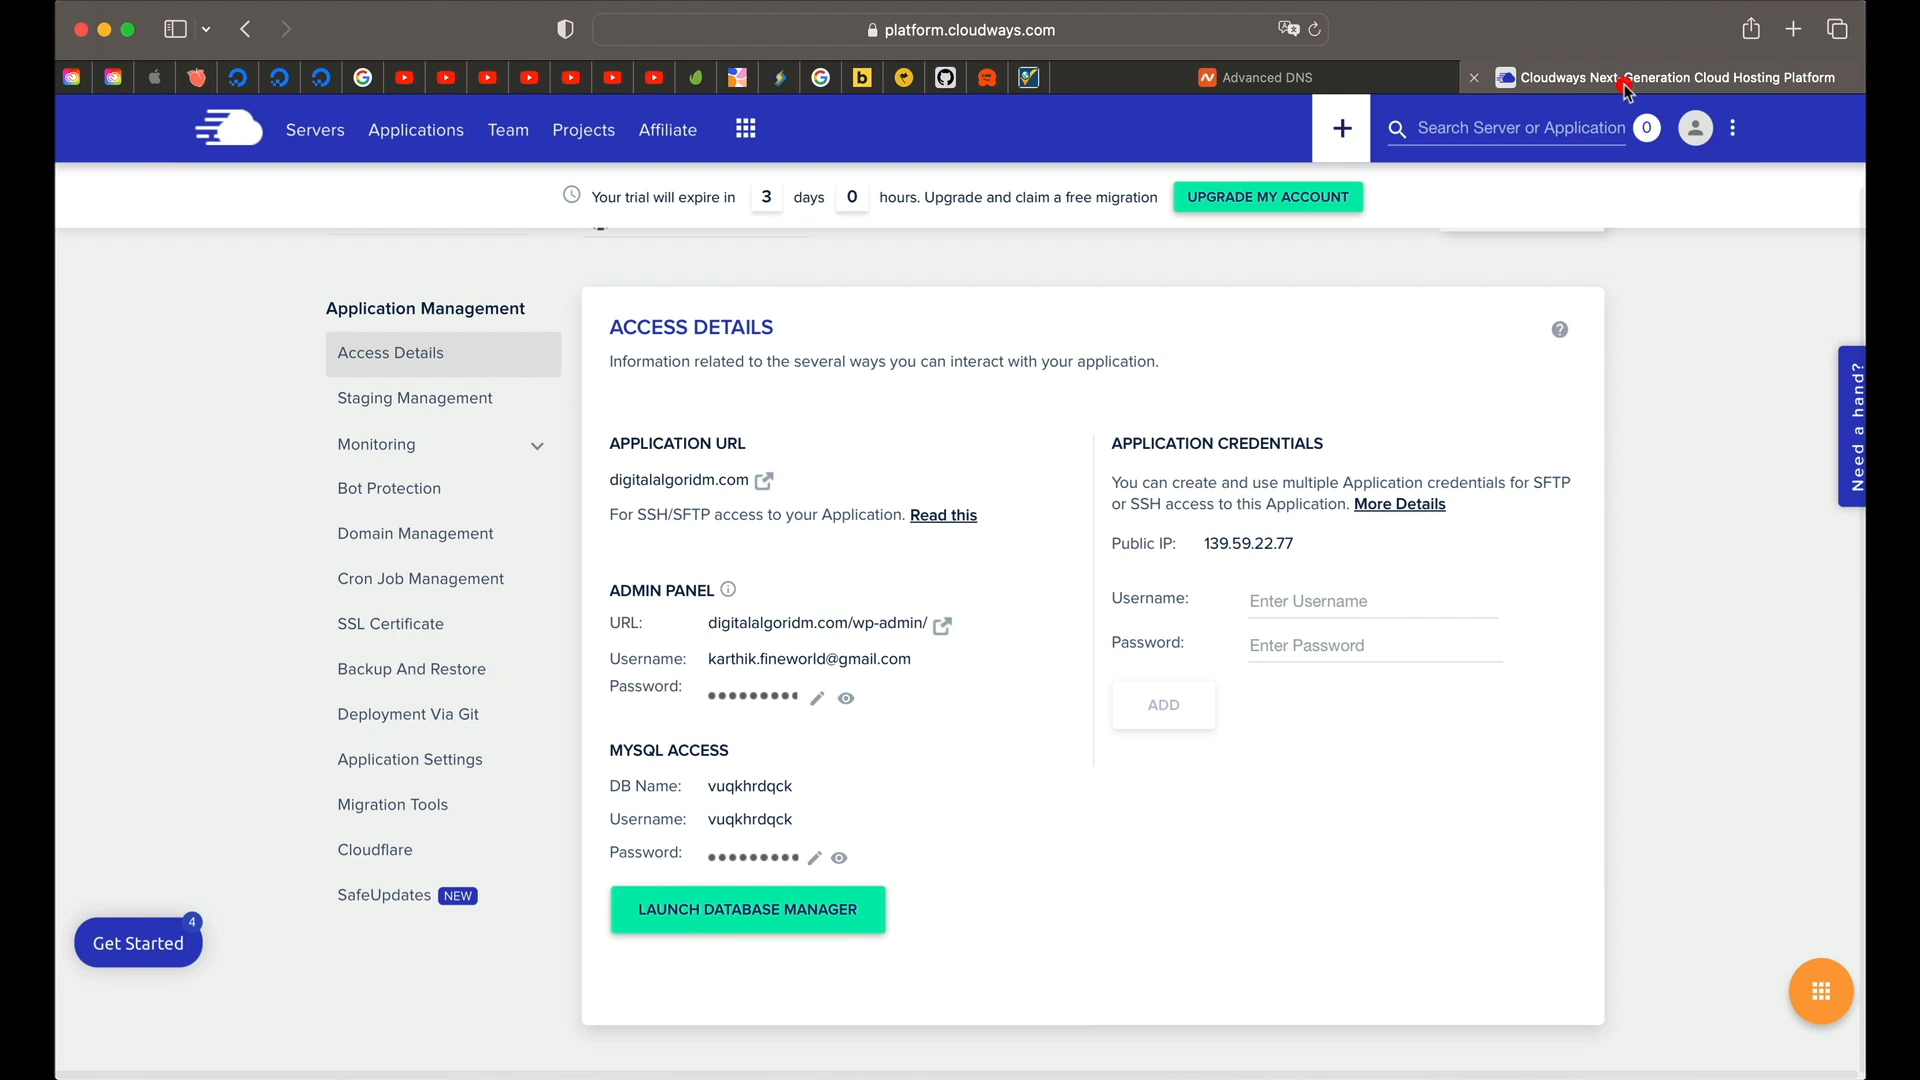 platform.cloudways.com
Advanced DNS
Cloudways Next-Generation Cloud Hosting Platform
Servers Applications Team Projects Affiliate
Search Server or Application 0
Your trial will expire in 3 days 0 hours. Upgrade and claim a free migration UPGRADE MY ACCOUNT
Application Management
Access Details
Staging Management
Monitoring
Bot Protection
Domain Management
Cron Job Management
SSL Certificate
Backup And Restore
Deployment Via Git
Application Settings
Migration Tools
Cloudflare
SafeUpdates NEW
ACCESS DETAILS
Information related to the several ways you can interact with your application.
APPLICATION URL
digitalalgoridm.com
For SSH/SFTP access to your Application. Read this
ADMIN PANEL
URL: digitalalgoridm.com/wp-admin/
Username: karthik.fineworld@gmail.com
Password:
MYSQL ACCESS
DB Name: vuqkhrdqck
Username: vuqkhrdqck
Password:
LAUNCH DATABASE MANAGER
APPLICATION CREDENTIALS
You can create and use multiple Application credentials for SFTP
or SSH access to this Application. More Details
Public IP: 139.59.22.77
Username: Enter Username
Password: Enter Password
ADD
Need a hand?
4
Get Started